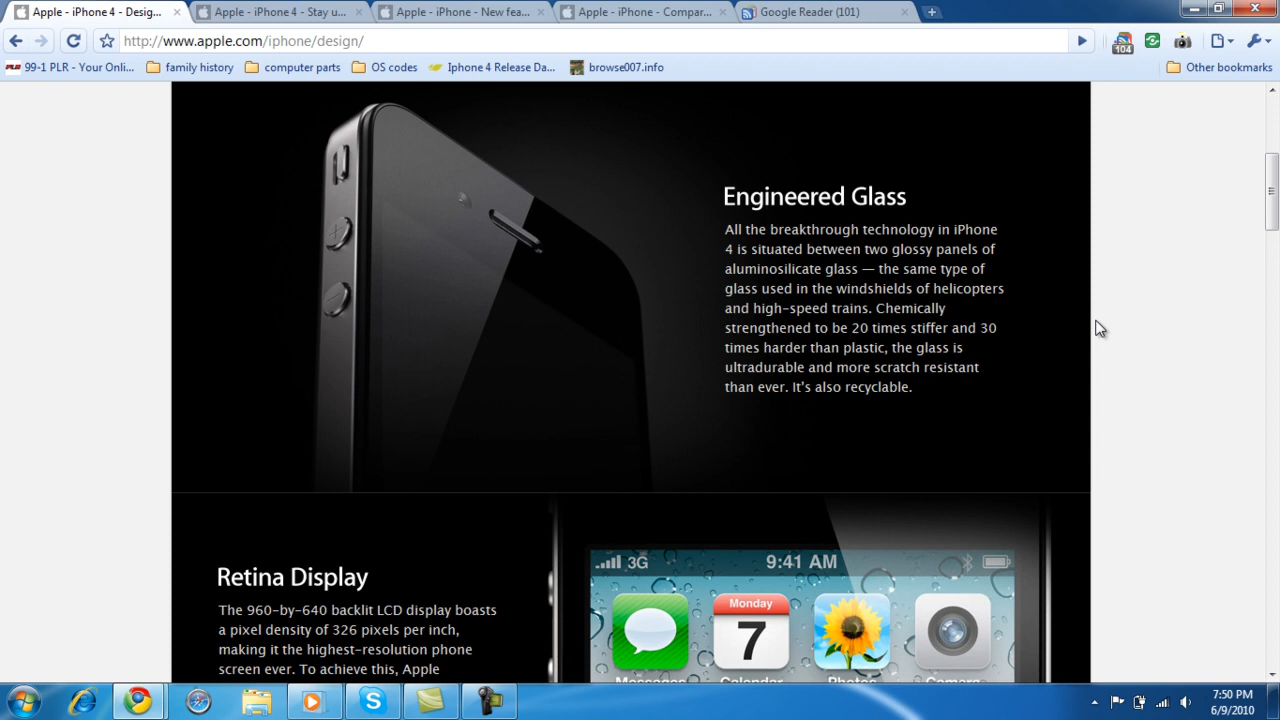 Apple - iPhone 4 - Desig...
Apple - iPhone 4 - Stay u...
Apple - iPhone - New fea...
Apple - iPhone - Compar...
Google Reader (101)
http://www.apple.com/iphone/design/
104
99-1 PLR - Your Onli...
family history
computer parts
OS codes
Iphone 4 Release Da...
browse007.info
Other bookmarks
Engineered Glass
All the breakthrough technology in iPhone
4 is situated between two glossy panels of
aluminosilicate glass — the same type of
glass used in the windshields of helicopters
and high-speed trains. Chemically
strengthened to be 20 times stiffer and 30
times harder than plastic, the glass is
ultradurable and more scratch resistant
than ever. It's also recyclable.
Retina Display
The 960-by-640 backlit LCD display boasts
a pixel density of 326 pixels per inch,
making it the highest-resolution phone
screen ever. To achieve this, Apple
3G
9:41 AM
Monday
7
Messages
Calendar
Photos
Camera
7:50 PM
6/9/2010